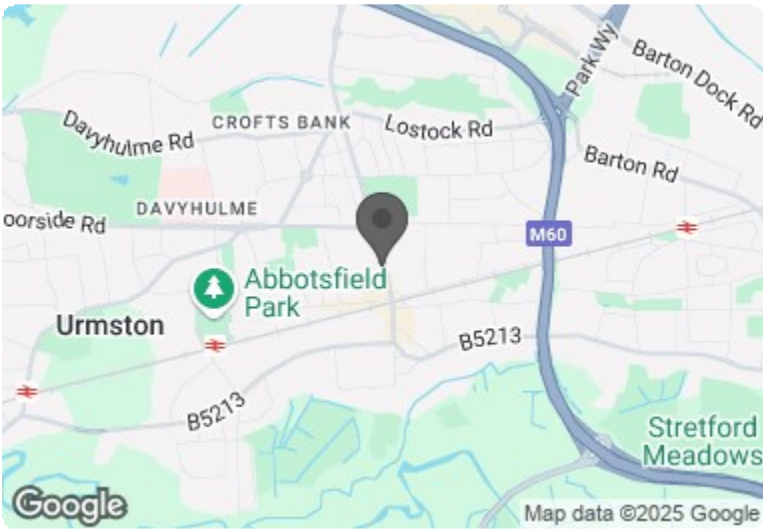 Park Wy
Barton Dock Rd
Davyhulme Rd
CROFTS BANK
Lostock Rd
Barton Rd
DAVYHULME
oorside Rd
M60
Abbotsfield
Park
Urmston
B5213
B5213
Stretford
Meadows
Google
Map data ©2025 Google